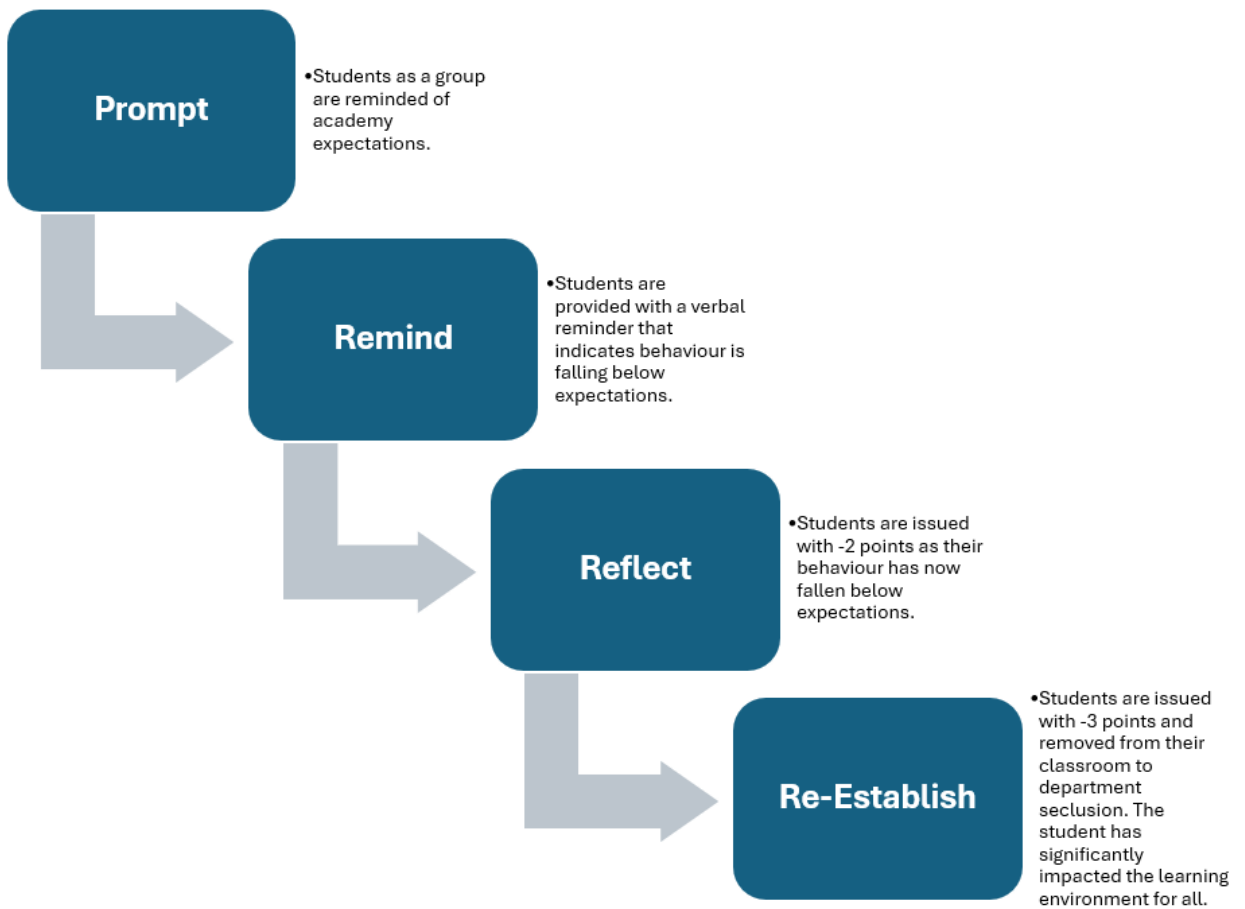 Prompt
•Students as a group
are reminded of
academy
expectations.
Remind
•Students are
provided with a verbal
reminder that
indicates behaviour is
falling below
expectations.
Reflect
•Students are issued
with -2 points as their
behaviour has now
fallen below
expectations.
Re-Establish
•Students are issued
with -3 points and
removed from their
classroom to
department
seclusion. The
student has
significantly
impacted the learning
environment for all.